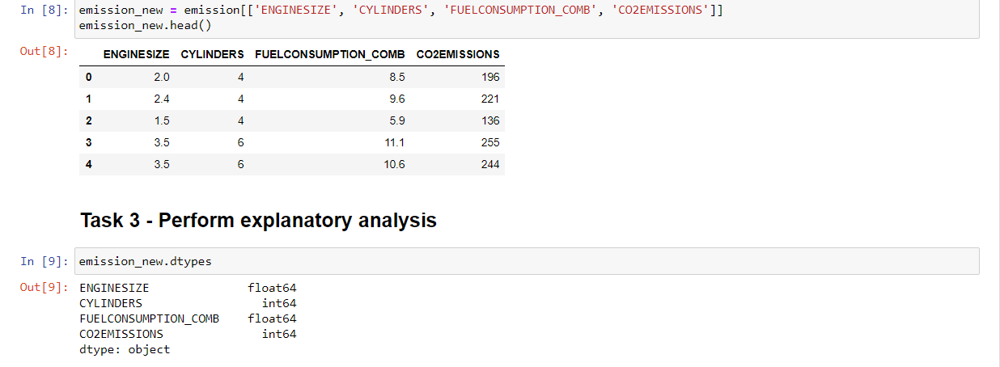 In [8]: emission_new = emission[['ENGINESIZE', 'CYLINDERS', 'FUELCONSUMPTION_COMB', 'CO2EMISSIONS']]
emission_new.head()
Out[8]:
ENGINESIZE CYLINDERS FUELCONSUMPTION_COMB CO2EMISSIONS
0 2.0 4 8.5 196
1 2.4 4 9.6 221
2 1.5 4 5.9 136
3 3.5 6 11.1 255
4 3.5 6 10.6 244
Task 3 - Perform explanatory analysis
In [9]: emission_new.dtypes
Out[9]: ENGINESIZE float64
CYLINDERS int64
FUELCONSUMPTION_COMB float64
CO2EMISSIONS int64
dtype: object